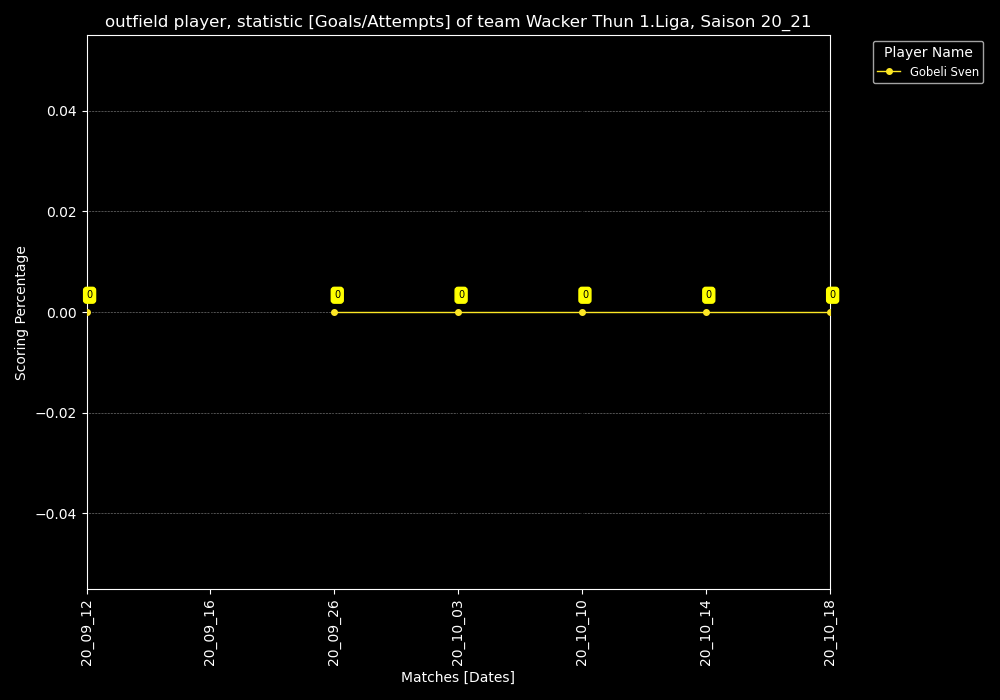 outfield player, statistic [Goals/Attempts] of team Wacker Thun 1.Liga, Saison 20_21
Player Name
Gobeli Sven
0.04
0.02
0.00
−0.02
−0.04
Scoring Percentage
0 0 0 0 0 0
20_09_12 20_09_16 20_09_26 20_10_03 20_10_10 20_10_14 20_10_18
Matches [Dates]